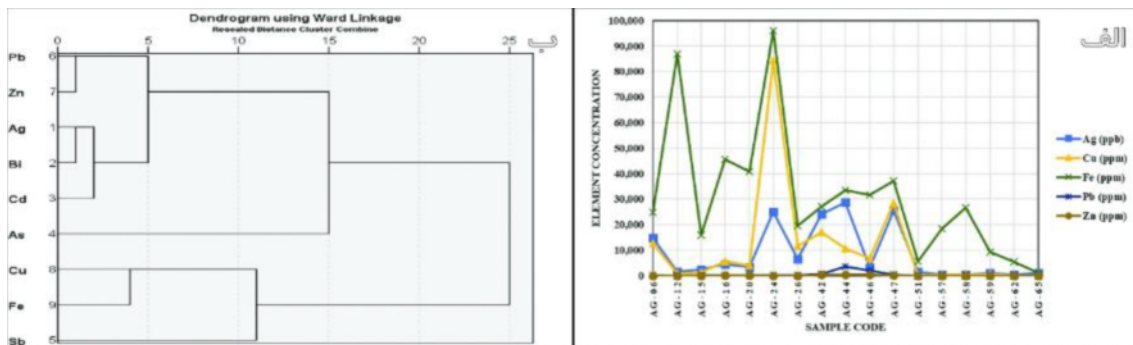 Dendrogram using Ward Linkage
Rescaled Distance Cluster Combine
0 5 10 15 20 25
ب
Pb 6
Zn 7
Ag 1
BI 2
Cd 3
As 4
Cu 8
Fe 9
Sb 5
الف
100,000
90,000
80,000
70,000
60,000
50,000
40,000
30,000
20,000
10,000
0
ELEMENT CONCENTRATION
AG-06
AG-12
AG-15
AG-16
AG-20
AG-24
AG-26
AG-42
AG-44
AG-46
AG-47
AG-51
AG-57
AG-58
AG-59
AG-62
AG-65
SAMPLE CODE
Ag (ppb)
Cu (ppm)
Fe (ppm)
Pb (ppm)
Zn (ppm)